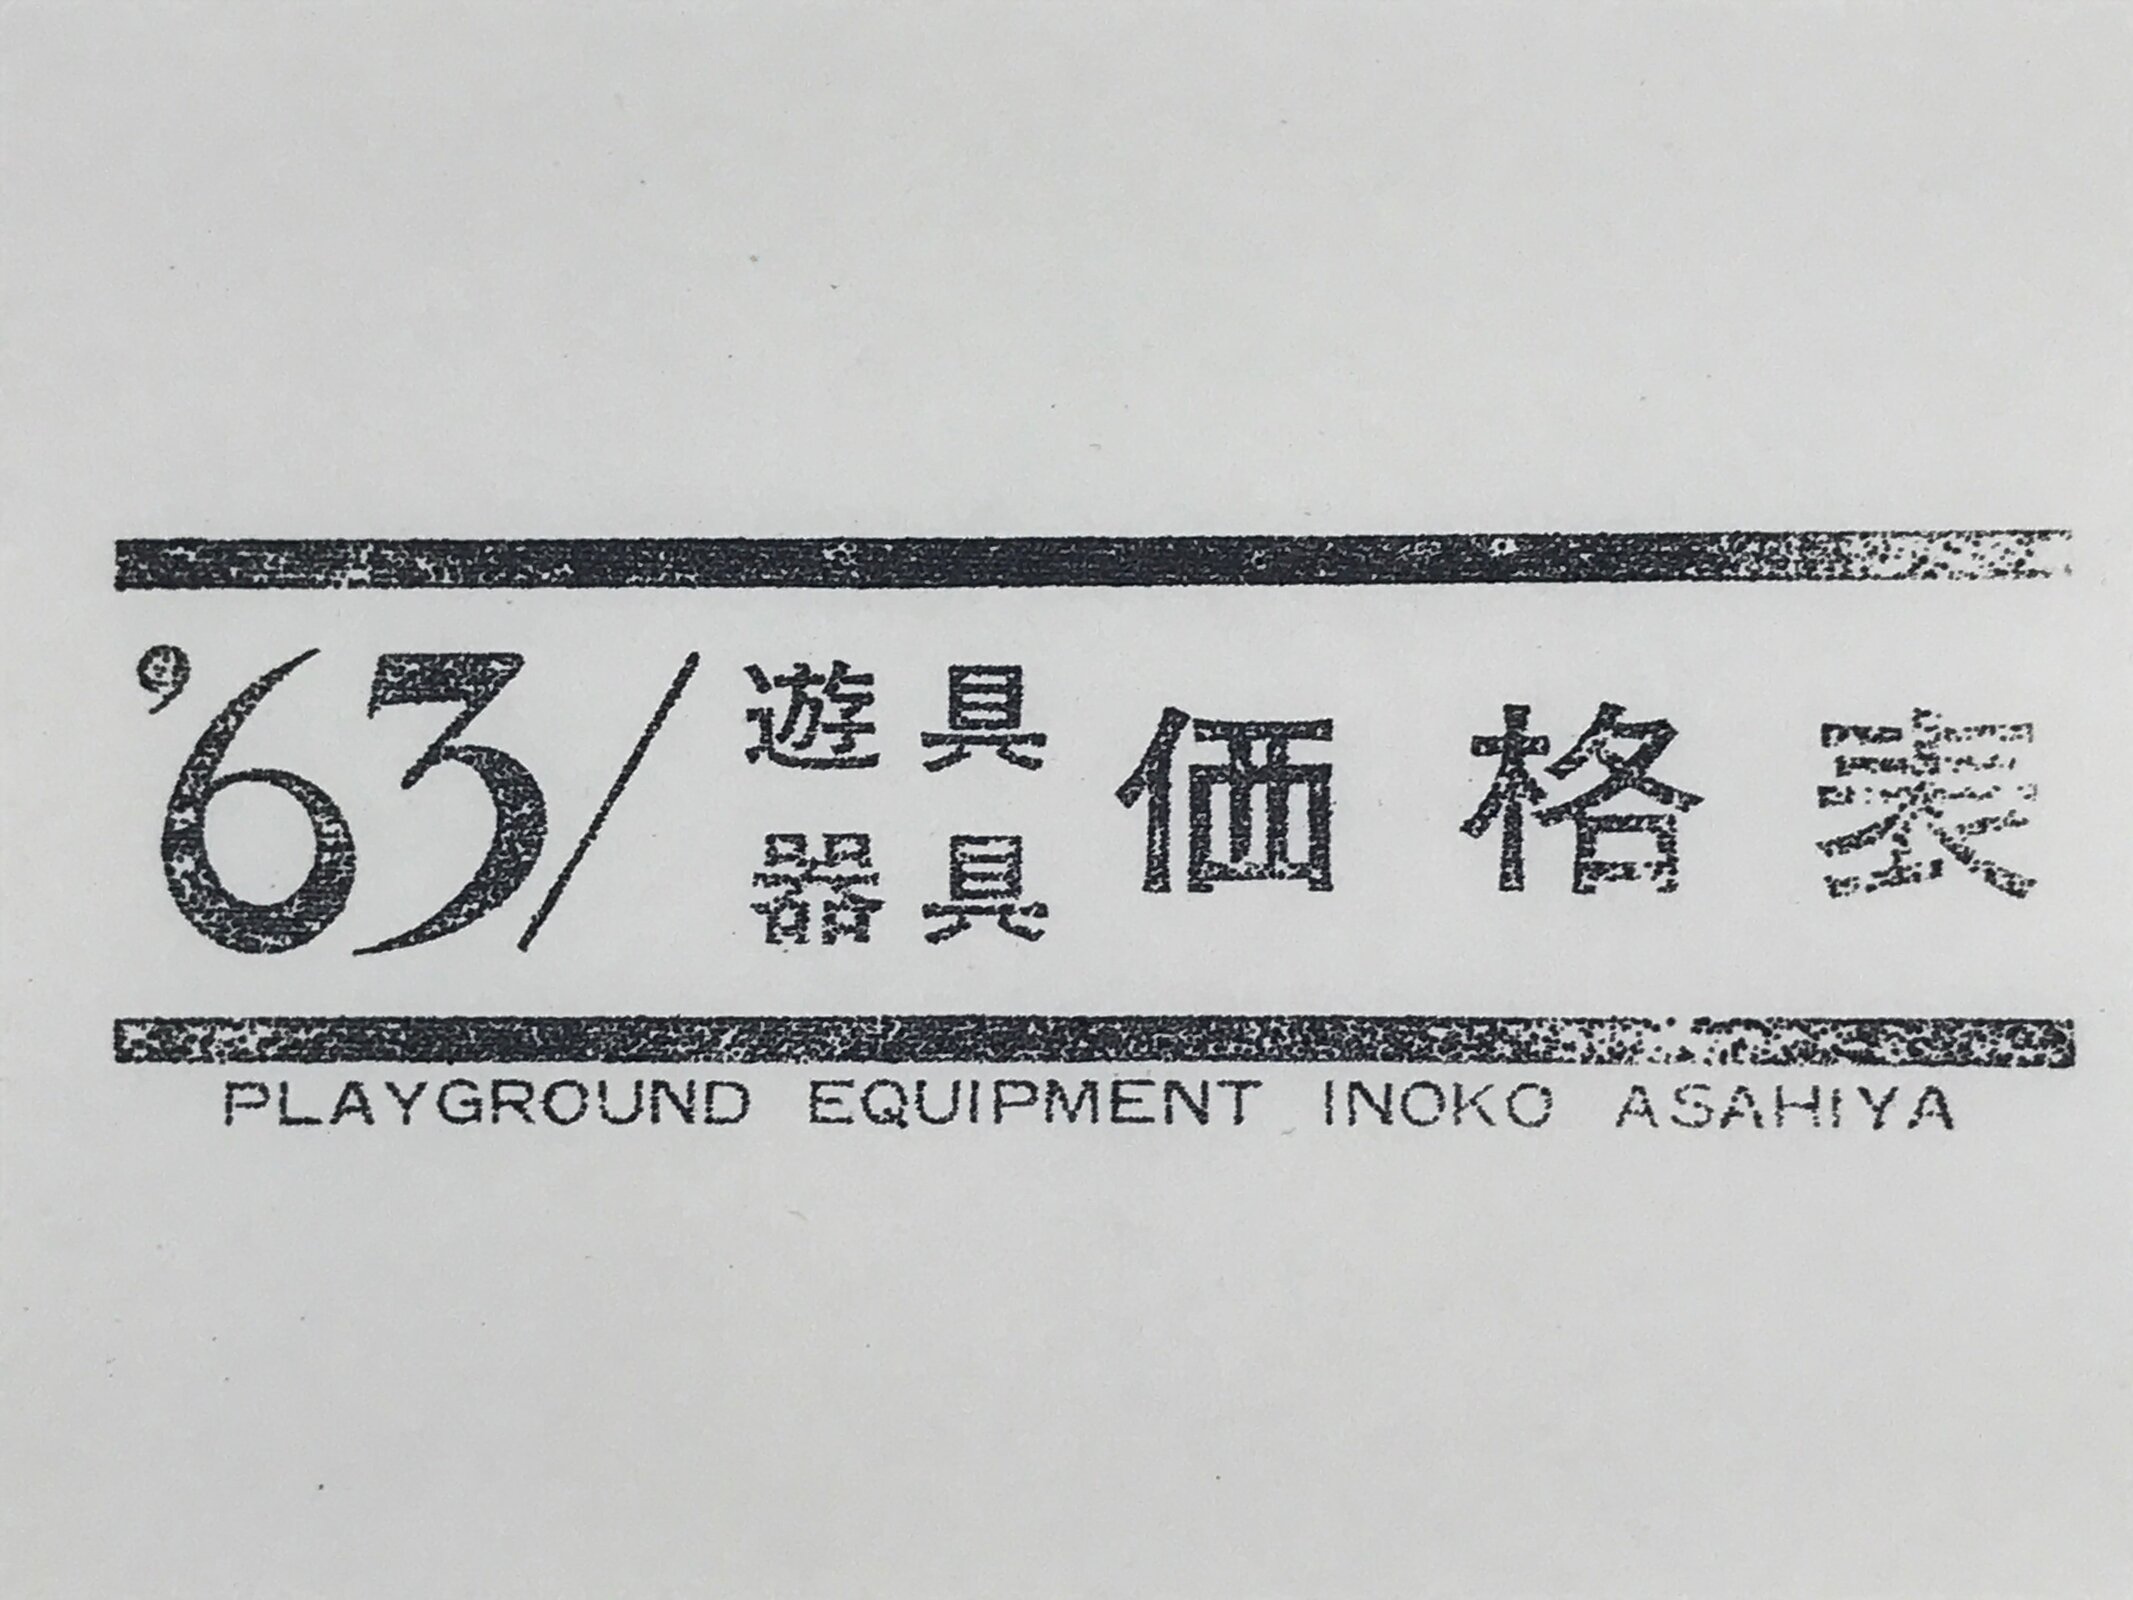 '63/遊具器具価格表
PLAYGROUND EQUIPMENT INOKO ASAHIYA